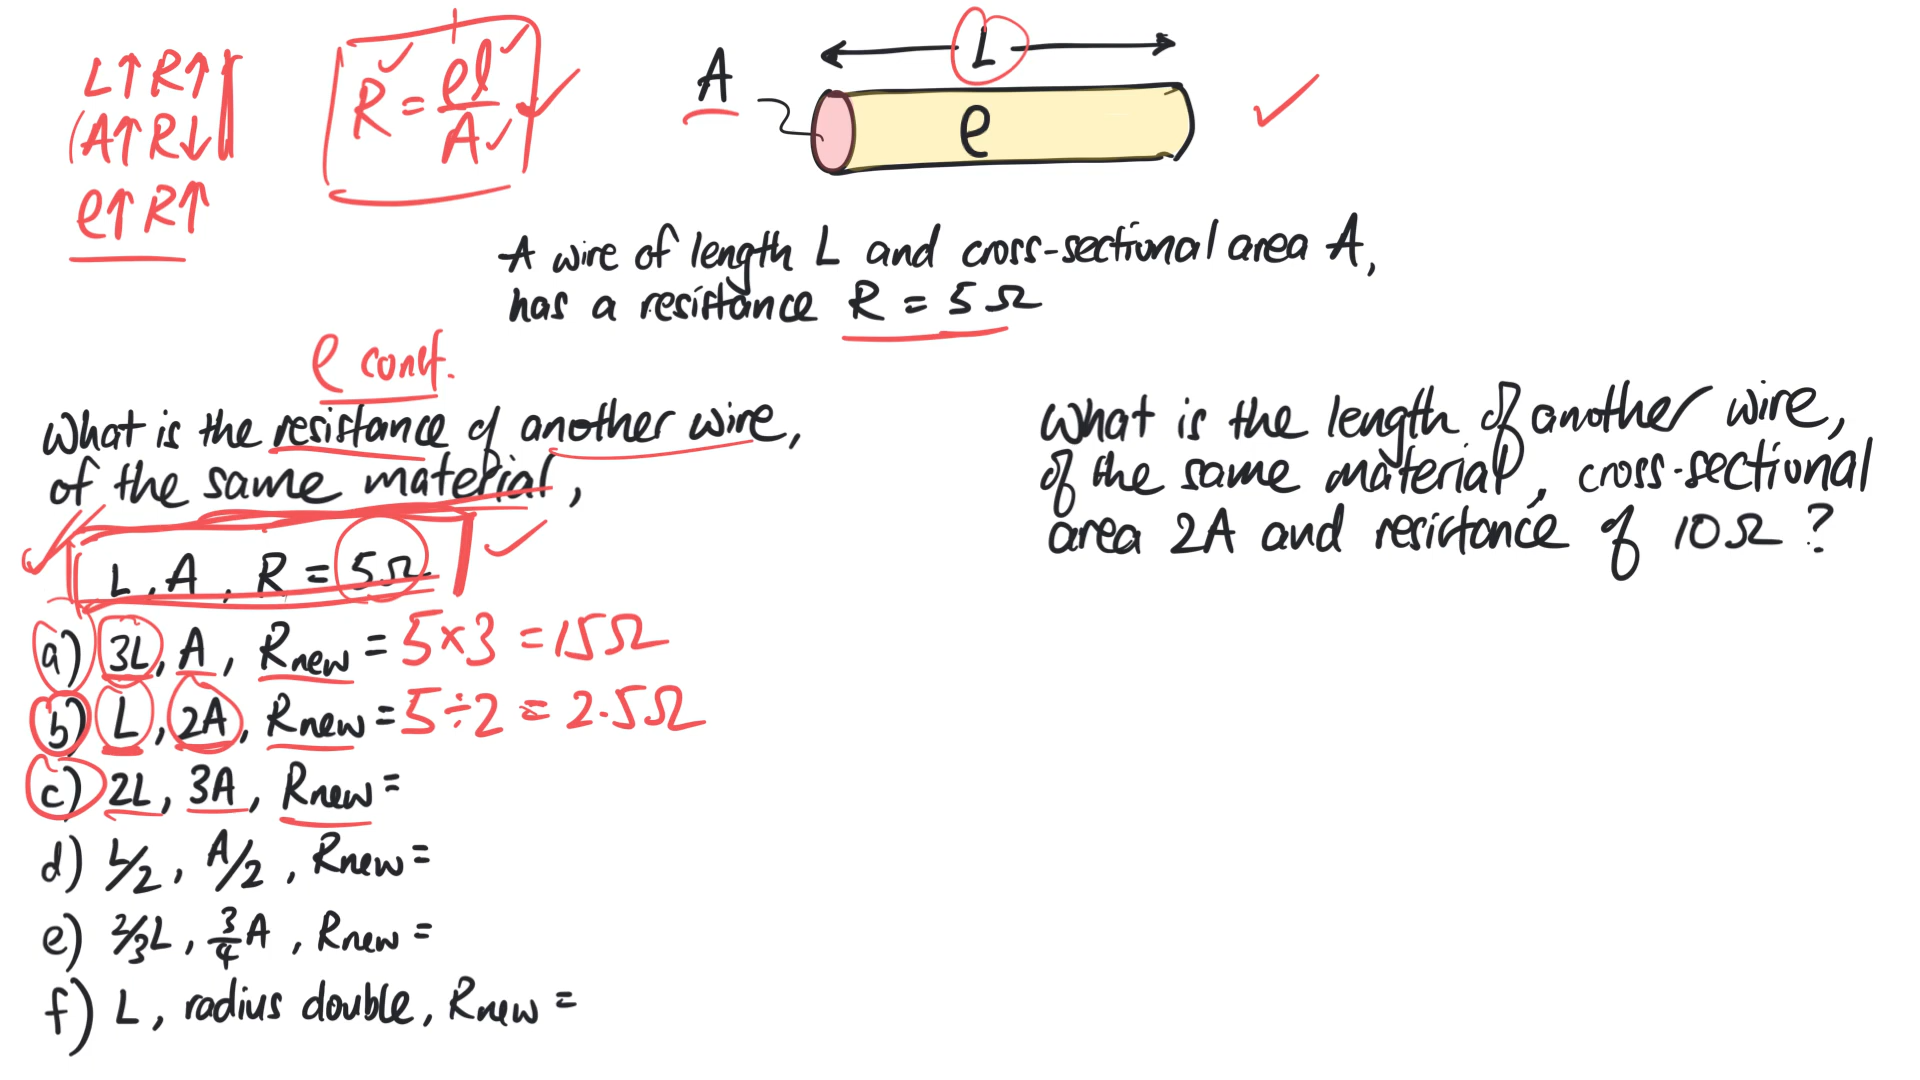 L↑ R↑
A↑ R↓
ρ↑ R↑
R = ρl/A
A
L
ρ
A wire of length L and cross-sectional area A,
has a resistance R = 5Ω
ρ const.
What is the resistance of another wire,
of the same material,
L, A, R = 5Ω
a) 3L, A, Rnew = 5×3 = 15Ω
b) L, 2A, Rnew = 5÷2 = 2.5Ω
c) 2L, 3A, Rnew =
d) L/2, A/2, Rnew =
e) 2/3L, 3/4A, Rnew =
f) L, radius double, Rnew =
What is the length of another wire,
of the same material, cross-sectional
area 2A and resistance of 10Ω?